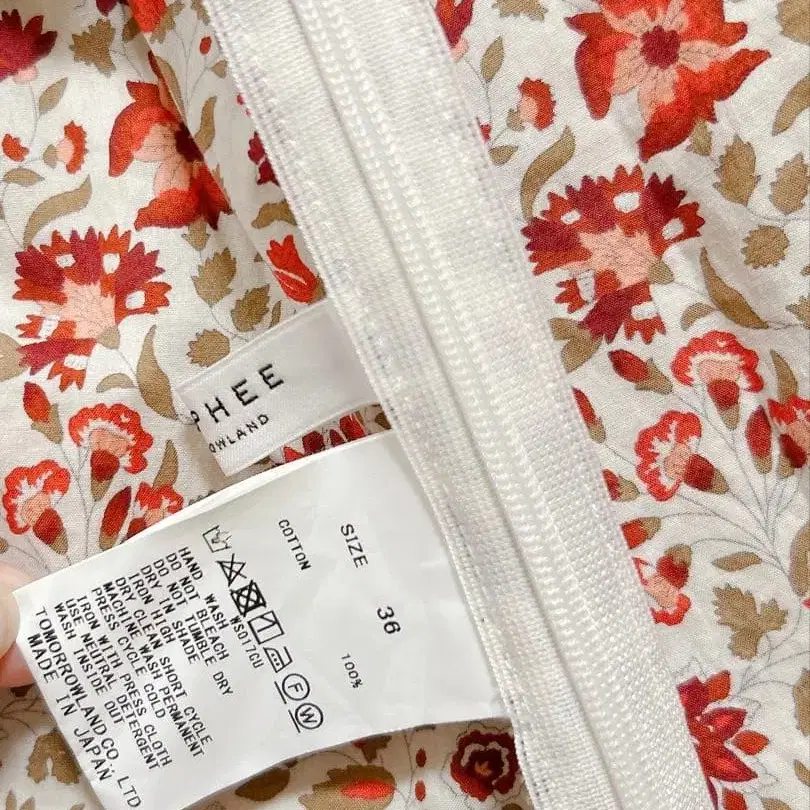 PHEE
OWLAND
SIZE 36
COTTON 100%
WS017GU
HAND WASH
DO NOT BLEACH
DO NOT TUMBLE DRY
DRY IN SHADE
IRON HIGH
DRY CLEAN SHORT CYCLE
MACHINE WASH PERMANENT
PRESS CYCLE COLD
IRON WITH PRESS CLOTH
USE NEUTRAL DETERGENT
WASH INSIDE OUT
TOMORROWLAND CO., LTD
MADE IN JAPAN
F
W